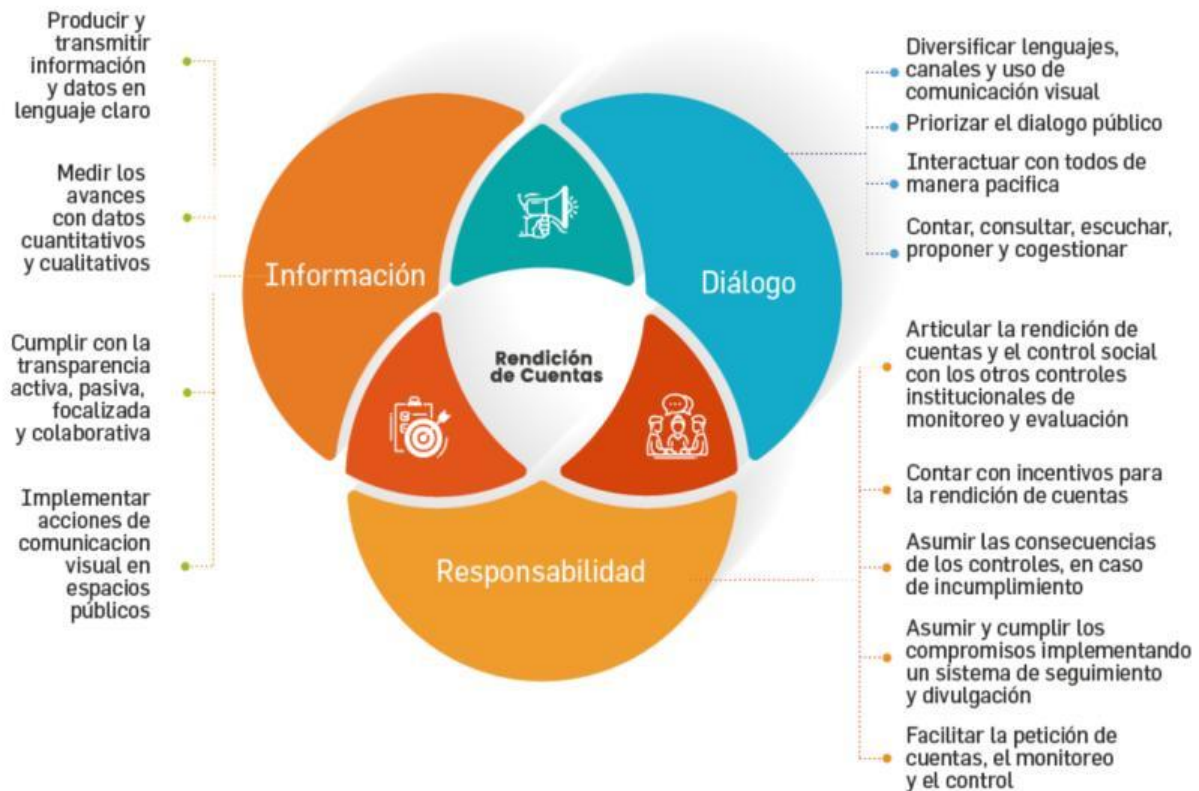 Producir y
transmitir
información
y datos en
lenguaje claro
Medir los
avances
con datos
cuantitativos
y cualitativos
Cumplir con la
transparencia
activa, pasiva,
focalizada
y colaborativa
Implementar
acciones de
comunicacion
visual en
espacios
públicos
Información
Diálogo
Rendición
de Cuentas
Responsabilidad
Diversificar lenguajes,
canales y uso de
comunicación visual
Priorizar el dialogo público
Interactuar con todos de
manera pacifica
Contar, consultar, escuchar,
proponer y cogestionar
Articular la rendición de
cuentas y el control social
con los otros controles
institucionales de
monitoreo y evaluación
Contar con incentivos para
la rendición de cuentas
Asumir las consecuencias
de los controles, en caso
de incumplimiento
Asumir y cumplir los
compromisos implementando
un sistema de seguimiento
y divulgación
Facilitar la petición de
cuentas, el monitoreo
y el control